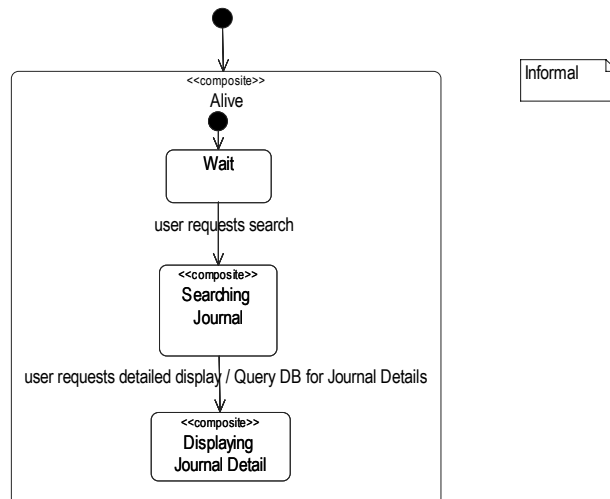 <<composite>>
Alive
Informal
Wait
user requests search
<<composite>>
Searching
Journal
user requests detailed display / Query DB for Journal Details
<<composite>>
Displaying
Journal Detail